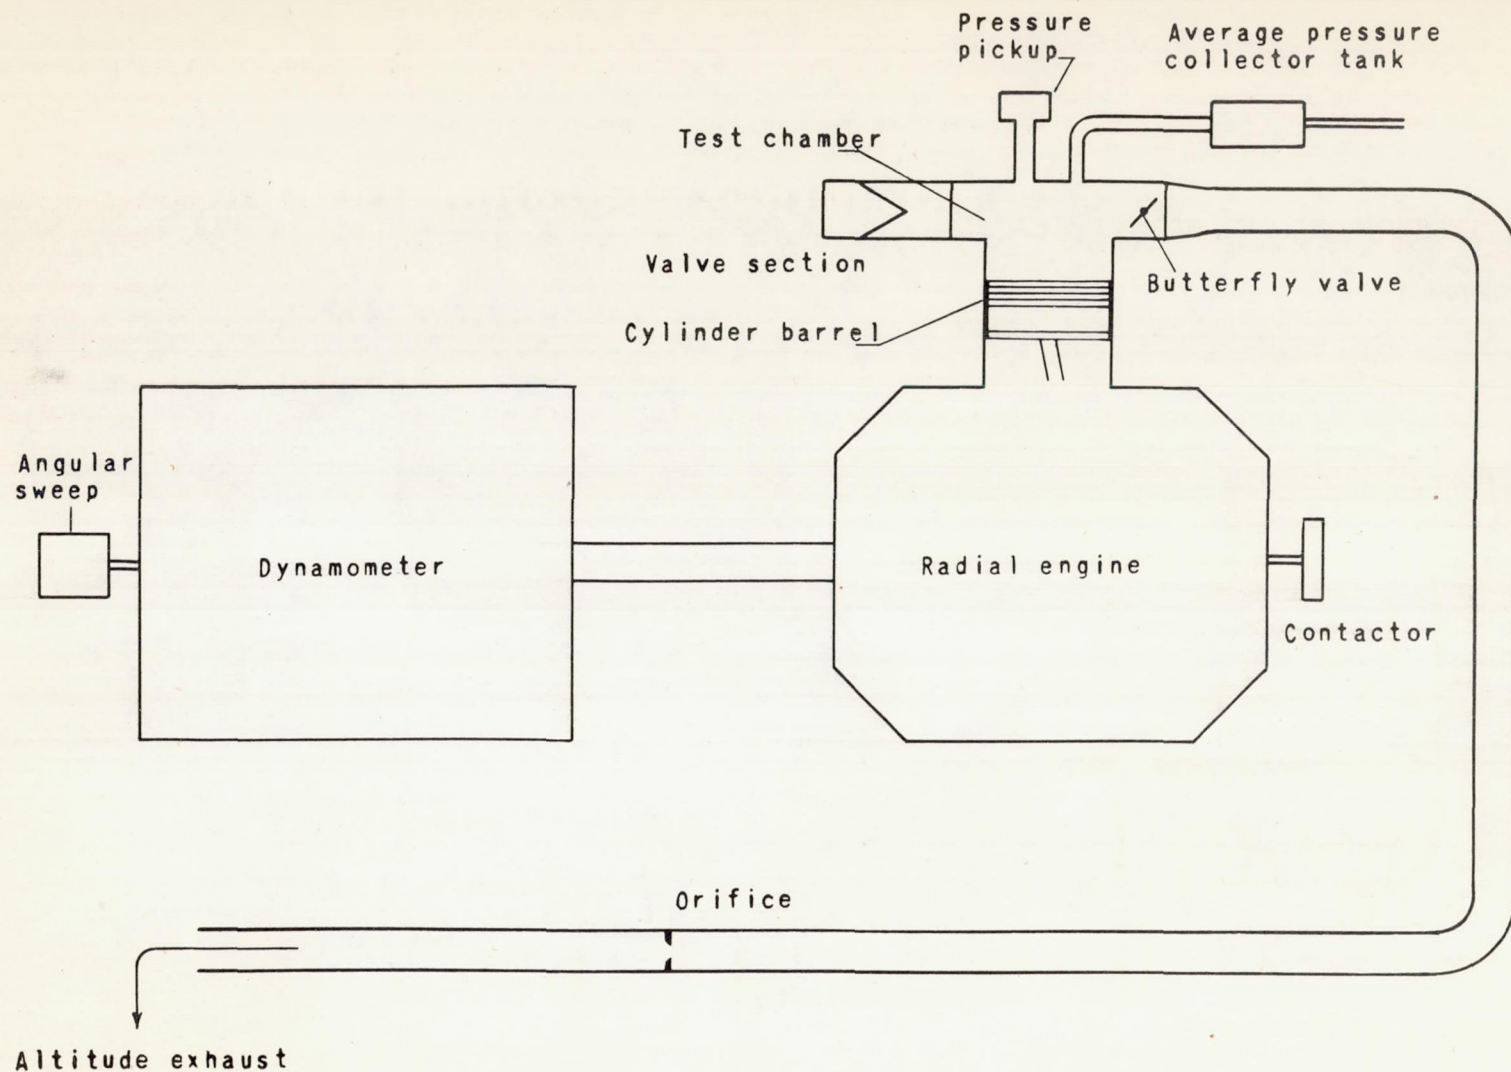 Pressure
pickup
Average pressure
collector tank
Test chamber
Valve section
Butterfly valve
Cylinder barrel
Angular
sweep
Dynamometer
Radial engine
Contactor
Orifice
Altitude exhaust